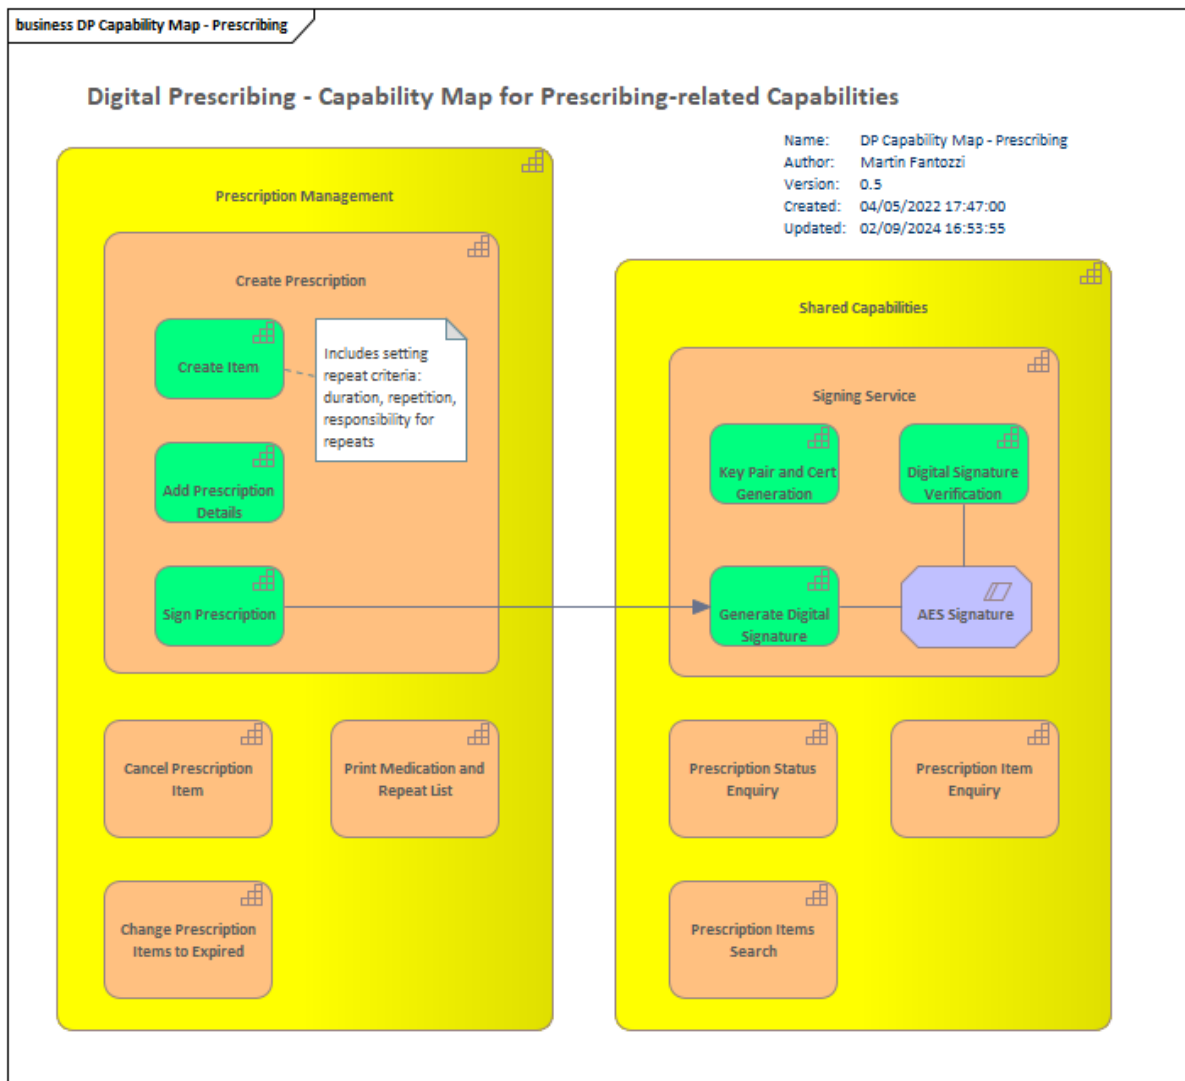 business DP Capability Map - Prescribing
Digital Prescribing - Capability Map for Prescribing-related Capabilities
Name: DP Capability Map - Prescribing
Author: Martin Fantozzi
Version: 0.5
Created: 04/05/2022 17:47:00
Updated: 02/09/2024 16:53:55
Prescription Management
Create Prescription
Create Item
Includes setting
repeat criteria:
duration, repetition,
responsibility for
repeats
Add Prescription
Details
Sign Prescription
Cancel Prescription
Item
Print Medication and
Repeat List
Change Prescription
Items to Expired
Shared Capabilities
Signing Service
Key Pair and Cert
Generation
Digital Signature
Verification
Generate Digital
Signature
AES Signature
Prescription Status
Enquiry
Prescription Item
Enquiry
Prescription Items
Search